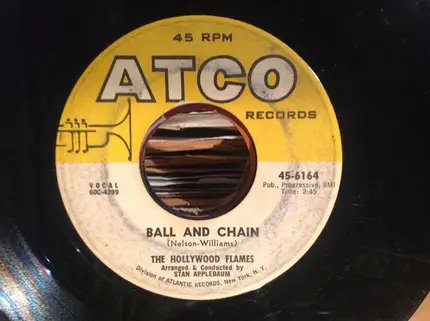 45 RPM
ATCO
RECORDS
VOCAL
60C-4299
45-6164
Pub., Progressive, BMI
Time: 2:45
BALL AND CHAIN
(Nelson-Williams)
THE HOLLYWOOD FLAMES
Arranged & Conducted by
STAN APPLEBAUM
Division of ATLANTIC RECORDS, New York, N. Y.